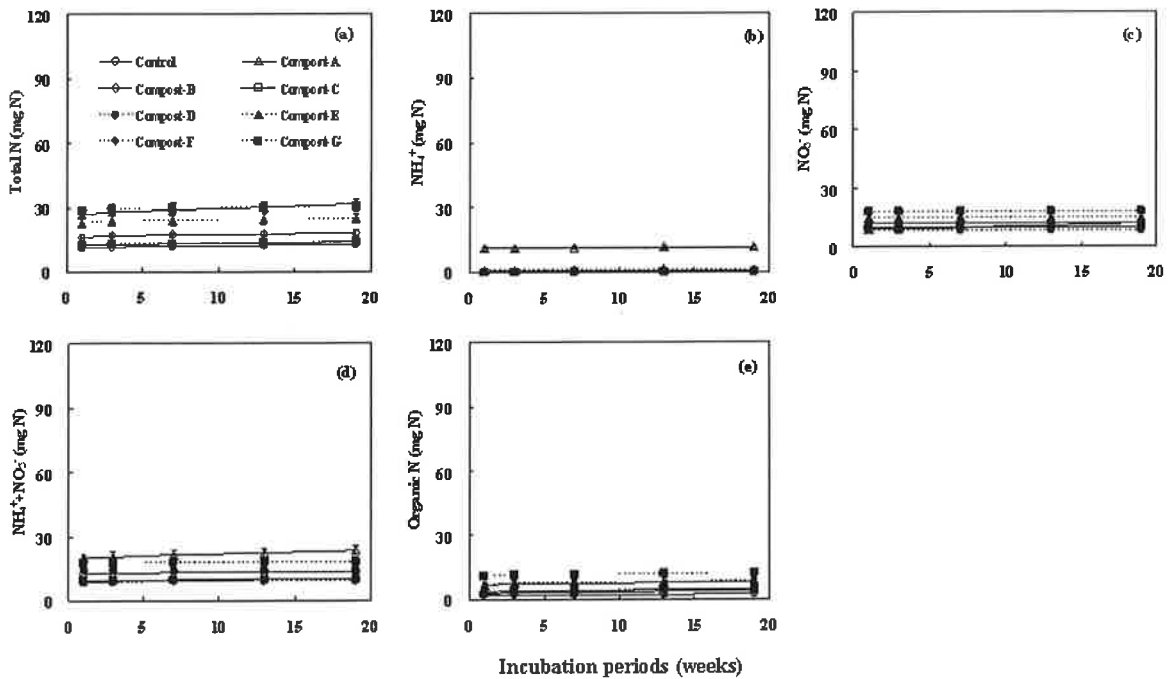 120
90
60
30
0
Total N (mg N)
(a)
Control
Compost-A
Compost-B
Compost-C
Compost-D
Compost-E
Compost-F
Compost-G
0 5 10 15 20
120
90
60
30
0
NH₄⁺ (mg N)
(b)
0 5 10 15 20
120
90
60
30
0
NO₃⁻ (mg N)
(c)
0 5 10 15 20
120
90
60
30
0
NH₄⁺+NO₃⁻ (mg N)
(d)
0 5 10 15 20
120
90
60
30
0
Organic N (mg N)
(e)
0 5 10 15 20
Incubation periods (weeks)